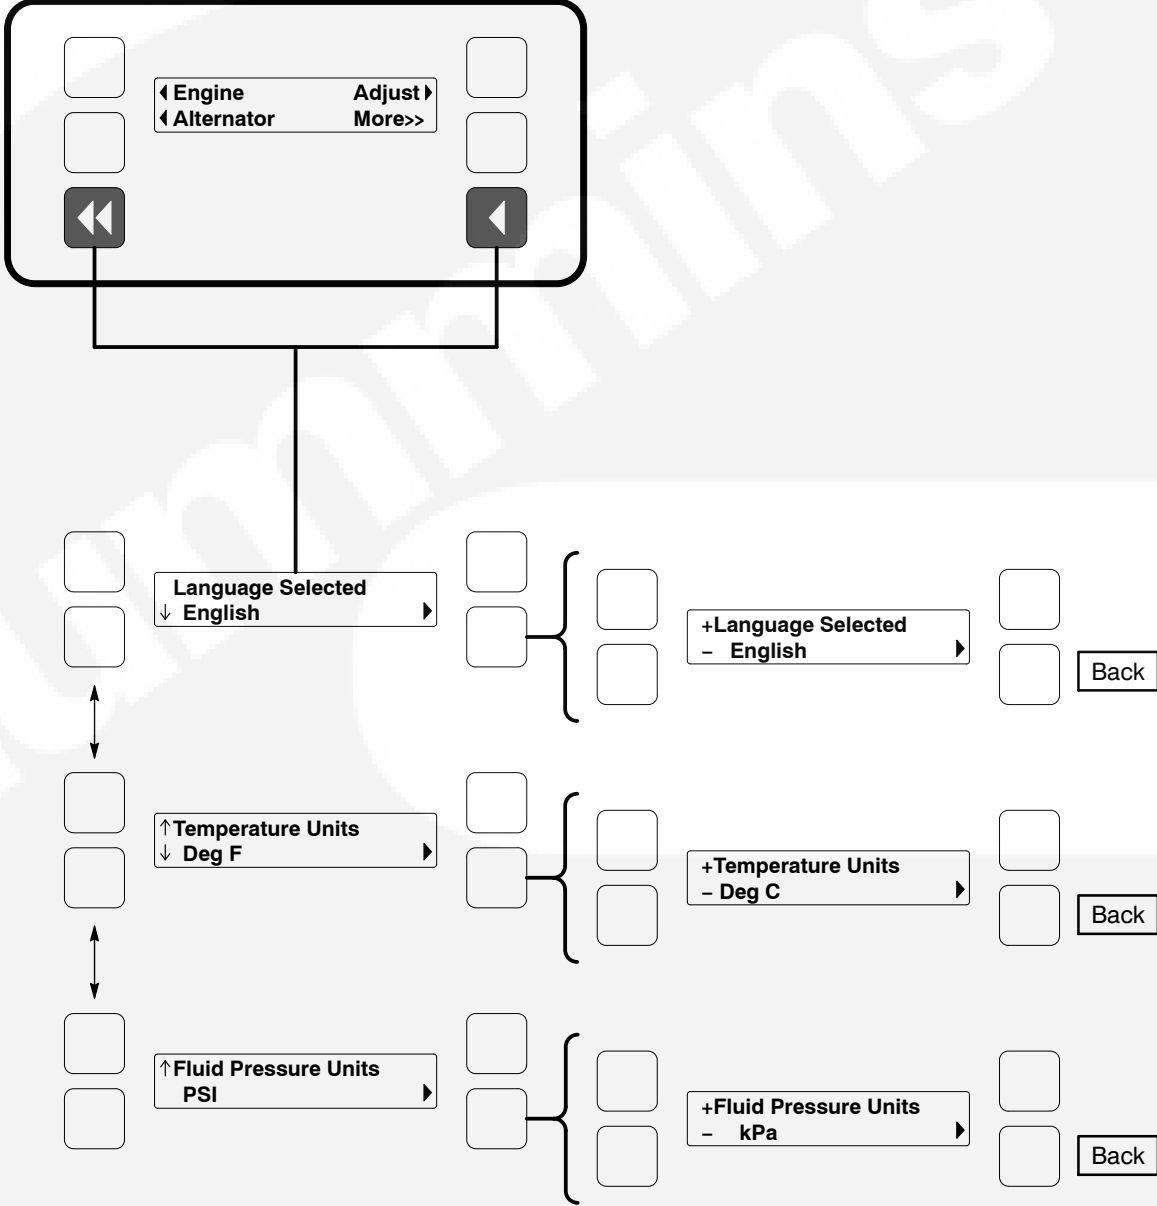 Engine Adjust
Alternator More>>
Language Selected
↓ English
+Language Selected
– English
Back
↑Temperature Units
↓ Deg F
+Temperature Units
– Deg C
Back
↑Fluid Pressure Units
PSI
+Fluid Pressure Units
– kPa
Back
ummins